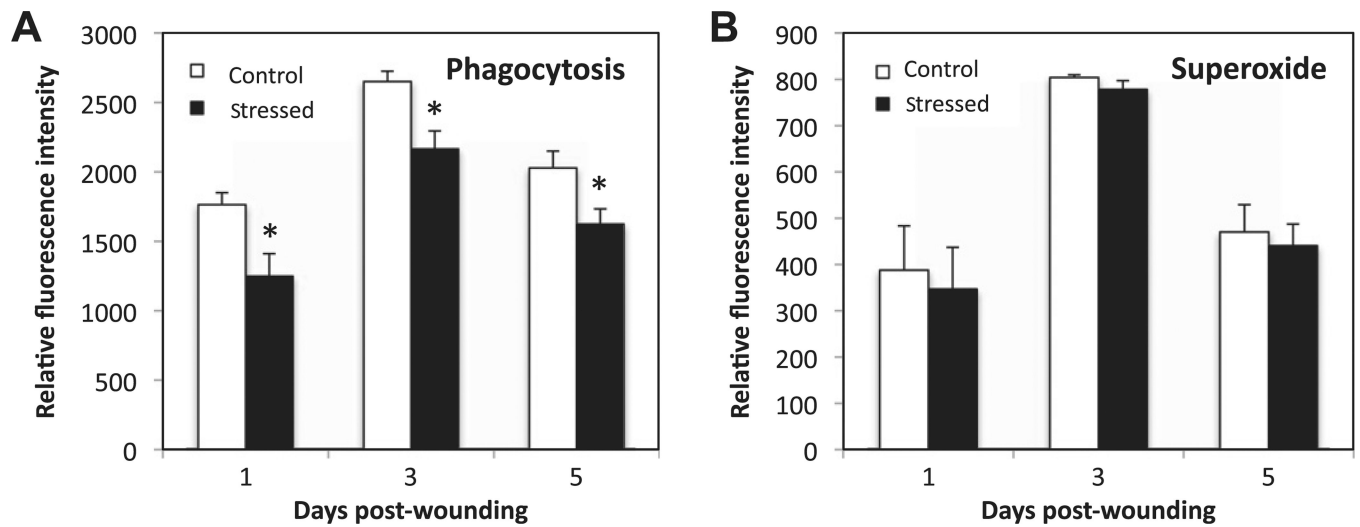 A
Phagocytosis
Control
Stressed
Relative fluorescence intensity
3000
2500
2000
1500
1000
500
0
*
*
*
1 3 5
Days post-wounding
B
Superoxide
Control
Stressed
Relative fluorescence intensity
900
800
700
600
500
400
300
200
100
0
1 3 5
Days post-wounding